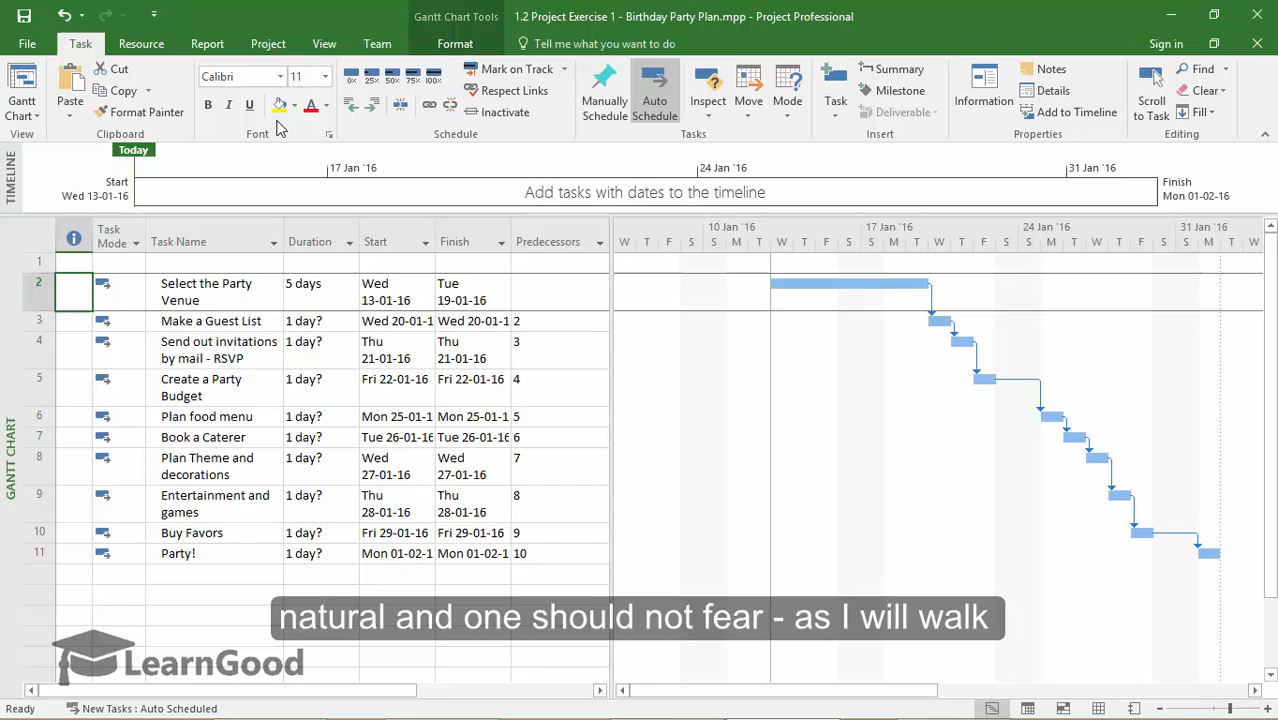 Gantt Chart Tools
1.2 Project Exercise 1 - Birthday Party Plan.mpp - Project Professional
File Task Resource Report Project View Team Format Tell me what you want to do Sign in
Gantt Chart
View
Paste
Cut
Copy
Format Painter
Clipboard
Calibri 11
B I U A
Font
0% 25% 50% 75% 100%
Mark on Track
Respect Links
Inactivate
Schedule
Manually Schedule
Auto Schedule
Inspect
Move
Mode
Tasks
Task
Summary
Milestone
Deliverable
Insert
Information
Notes
Details
Add to Timeline
Properties
Scroll to Task
Find
Clear
Fill
Editing
TIMELINE
Today
17 Jan '16 24 Jan '16 31 Jan '16
Start
Wed 13-01-16
Add tasks with dates to the timeline
Finish
Mon 01-02-16
GANTT CHART
Task Mode Task Name Duration Start Finish Predecessors
10 Jan '16 17 Jan '16 24 Jan '16 31 Jan '16
W T F S S M T W T F S S M T W T F S S M T W T F S S M T W
1
2 Select the Party Venue 5 days Wed 13-01-16 Tue 19-01-16
3 Make a Guest List 1 day? Wed 20-01-1 Wed 20-01-1 2
4 Send out invitations by mail - RSVP 1 day? Thu 21-01-16 Thu 21-01-16 3
5 Create a Party Budget 1 day? Fri 22-01-16 Fri 22-01-16 4
6 Plan food menu 1 day? Mon 25-01-1 Mon 25-01-1 5
7 Book a Caterer 1 day? Tue 26-01-16 Tue 26-01-16 6
8 Plan Theme and decorations 1 day? Wed 27-01-16 Wed 27-01-16 7
9 Entertainment and games 1 day? Thu 28-01-16 Thu 28-01-16 8
10 Buy Favors 1 day? Fri 29-01-16 Fri 29-01-16 9
11 Party! 1 day? Mon 01-02-1 Mon 01-02-1 10
natural and one should not fear - as I will walk
LearnGood
Ready New Tasks : Auto Scheduled